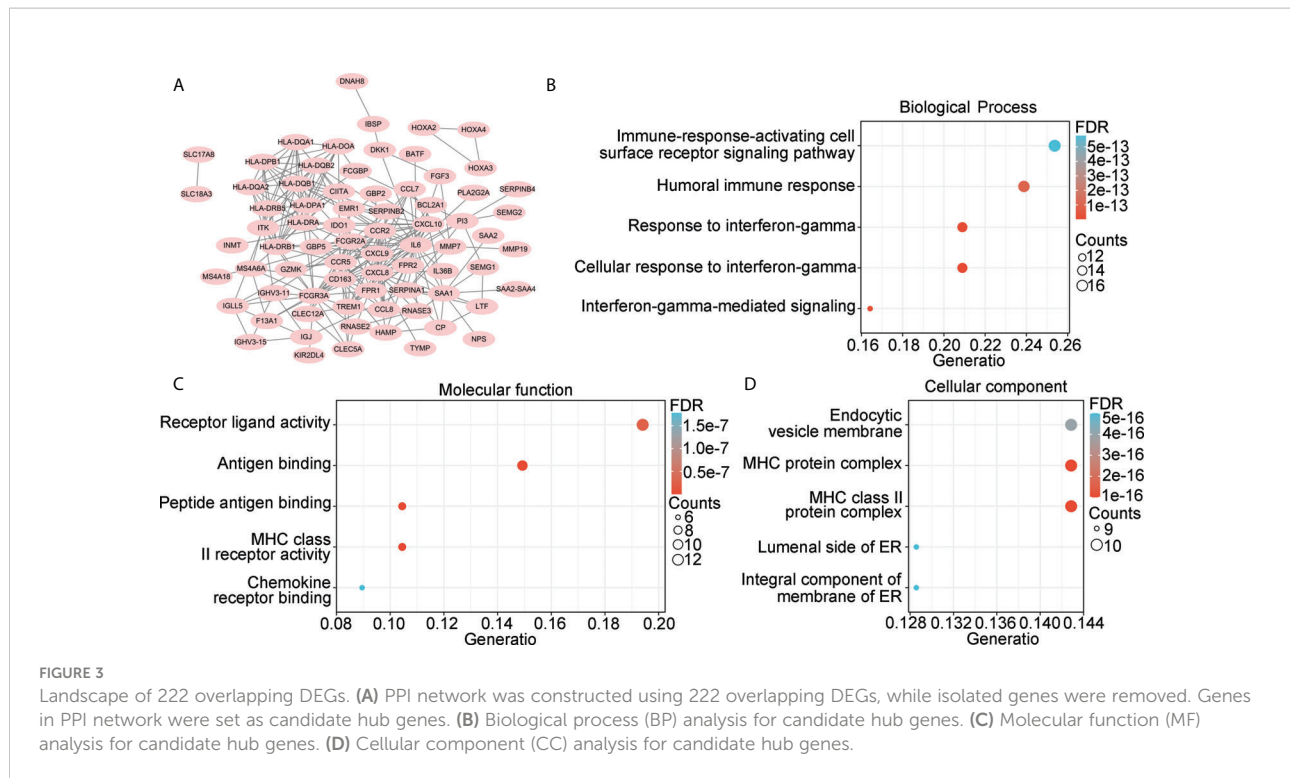 A
DNAH8
IBSP
HOXA2
HOXA4
HLA-DQA1
HLA-DOA
DKK1
BATF
SLC17A8
HLA-DPB1
HLA-DQB2
FCGBP
HOXA3
CCL7
FGF3
HLA-DQA2
HLA-DQB1
CIITA
GBP2
PLA2G2A
SERPINB4
SLC18A3
HLA-DPA1
BCL2A1
HLA-DRB5
EMR1
SERPINB2
SEMG2
HLA-DRA
IDO1
CCR2
CXCL10
PI3
ITK
FCGR2A
IL6
SAA2
INMT
HLA-DRB1
GBP5
CXCL9
MMP7
MMP19
MS4A6A
GZMK
CCR5
CXCL8
FPR2
IL36B
SEMG1
MS4A18
CD163
IGHV3-11
FCGR3A
FPR1
SERPINA1
SAA1
SAA2-SAA4
IGLL5
CLEC12A
TREM1
CCL8
RNASE3
LTF
F13A1
RNASE2
HAMP
CP
IGHV3-15
IGJ
CLEC5A
TYMP
NPS
KIR2DL4
B
Biological Process
Immune-response-activating cell
surface receptor signaling pathway
Humoral immune response
Response to interferon-gamma
Cellular response to interferon-gamma
Interferon-gamma-mediated signaling
0.16 0.18 0.20 0.22 0.24 0.26
Generatio
FDR
5e-13
4e-13
3e-13
2e-13
1e-13
Counts
12
14
16
C
Molecular function
Receptor ligand activity
Antigen binding
Peptide antigen binding
MHC class
II receptor activity
Chemokine
receptor binding
0.08 0.10 0.12 0.14 0.16 0.18 0.20
Generatio
FDR
1.5e-7
1.0e-7
0.5e-7
Counts
6
8
10
12
D
Cellular component
Endocytic
vesicle membrane
MHC protein complex
MHC class II
protein complex
Lumenal side of ER
Integral component of
membrane of ER
0.128 0.132 0.136 0.140 0.144
Generatio
FDR
5e-16
4e-16
3e-16
2e-16
1e-16
Counts
9
10
FIGURE 3
Landscape of 222 overlapping DEGs. (A) PPI network was constructed using 222 overlapping DEGs, while isolated genes were removed. Genes
in PPI network were set as candidate hub genes. (B) Biological process (BP) analysis for candidate hub genes. (C) Molecular function (MF)
analysis for candidate hub genes. (D) Cellular component (CC) analysis for candidate hub genes.